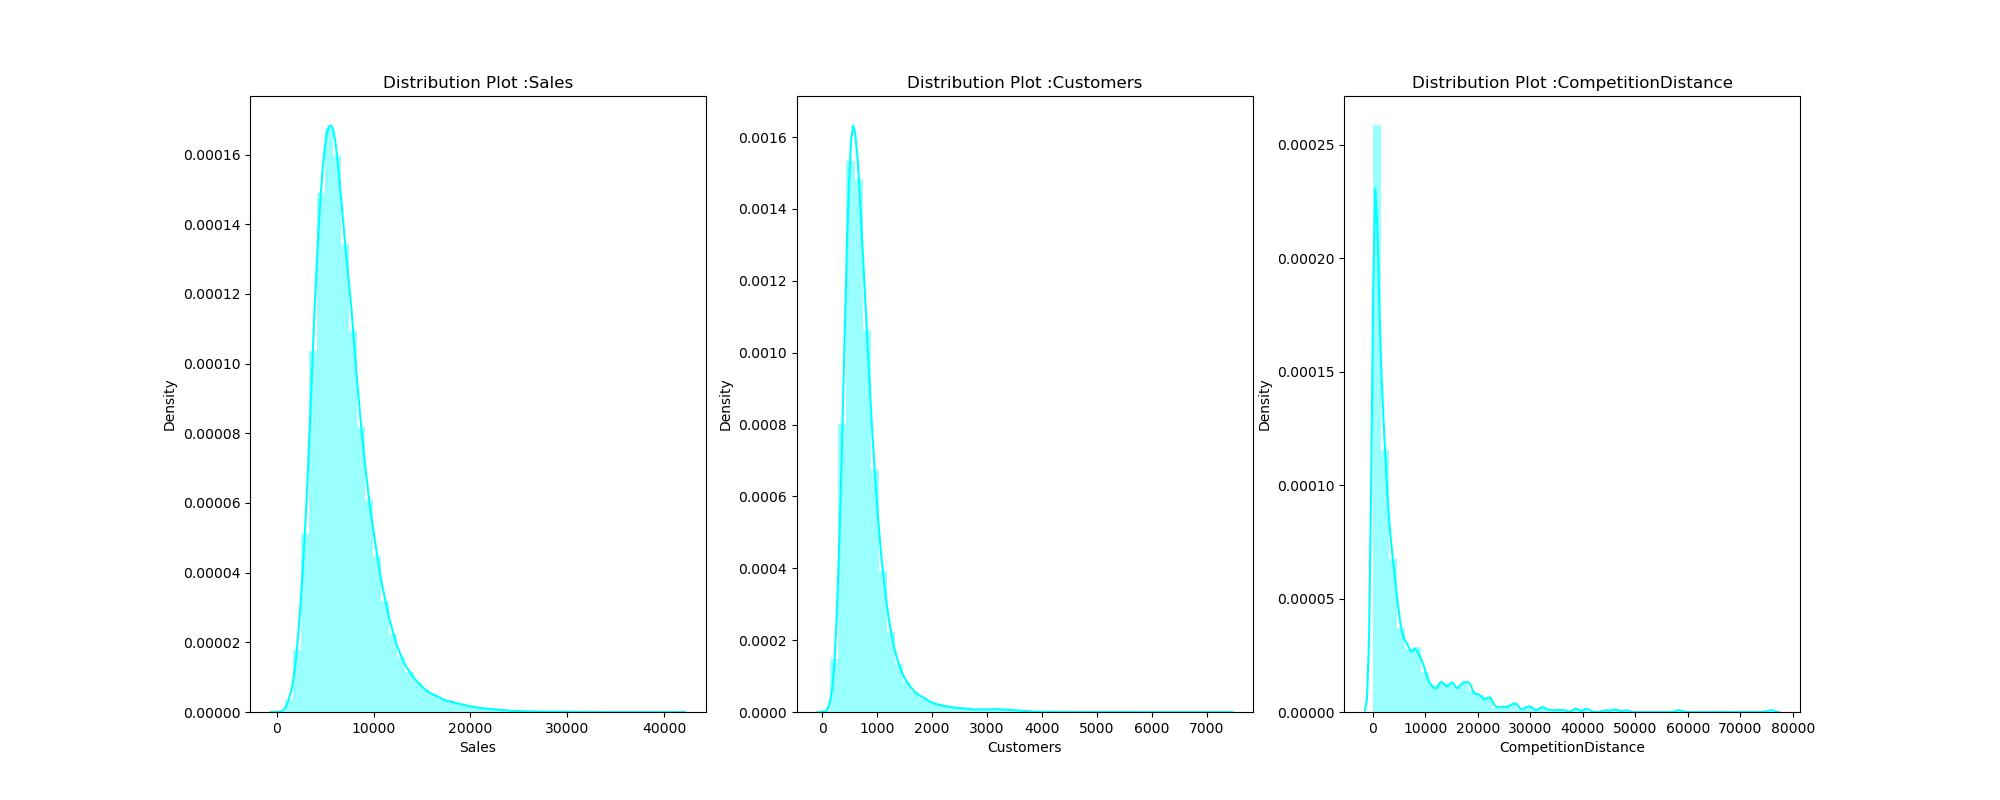 Distribution Plot :Sales
Density
0.00016
0.00014
0.00012
0.00010
0.00008
0.00006
0.00004
0.00002
0.00000
0 10000 20000 30000 40000
Sales
Distribution Plot :Customers
Density
0.0016
0.0014
0.0012
0.0010
0.0008
0.0006
0.0004
0.0002
0.0000
0 1000 2000 3000 4000 5000 6000 7000
Customers
Distribution Plot :CompetitionDistance
Density
0.00025
0.00020
0.00015
0.00010
0.00005
0.00000
0 10000 20000 30000 40000 50000 60000 70000 80000
CompetitionDistance